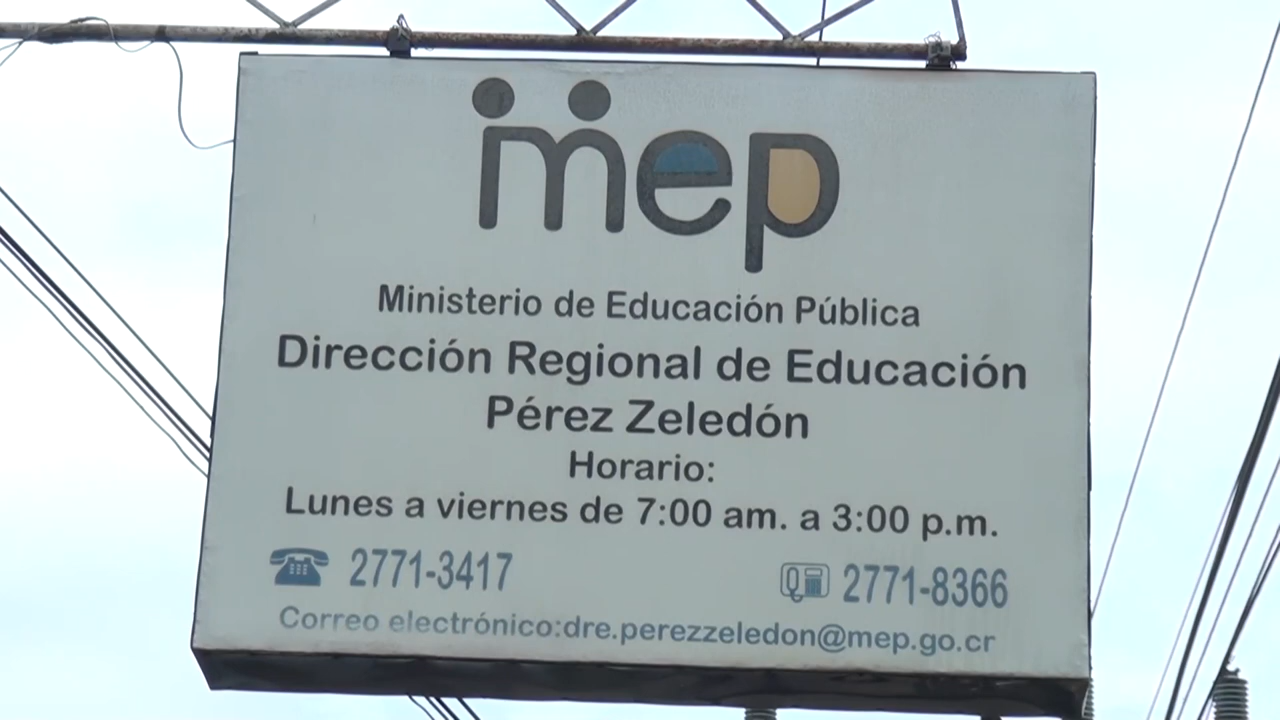 mep
Ministerio de Educación Pública
Dirección Regional de Educación
Pérez Zeledón
Horario:
Lunes a viernes de 7:00 am. a 3:00 p.m.
2771-3417 2771-8366
Correo electrónico:dre.perezzeledon@mep.go.cr